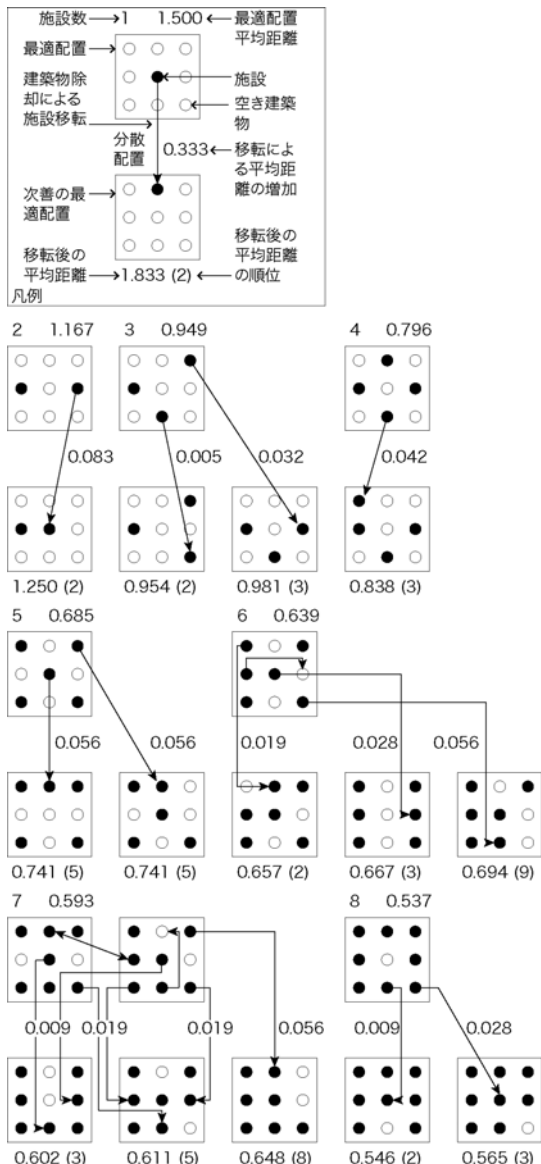 施設数→1 1.500←最適配置
平均距離
最適配置
建築物除
却による
施設移転
施設
空き建築
物
分散
配置
0.333←移転によ
る平均距
離の増加
次善の最
適配置
移転後の
平均距離→1.833 (2)←移転後の
平均距離
の順位
凡例
2 1.167
3 0.949
4 0.796
0.083
0.005
0.032
0.042
1.250 (2)
0.954 (2)
0.981 (3)
0.838 (3)
5 0.685
6 0.639
0.056
0.056
0.019
0.028
0.056
0.741 (5)
0.741 (5)
0.657 (2)
0.667 (3)
0.694 (9)
7 0.593
8 0.537
0.009
0.019
0.019
0.056
0.009
0.028
0.602 (3)
0.611 (5)
0.648 (8)
0.546 (2)
0.565 (3)